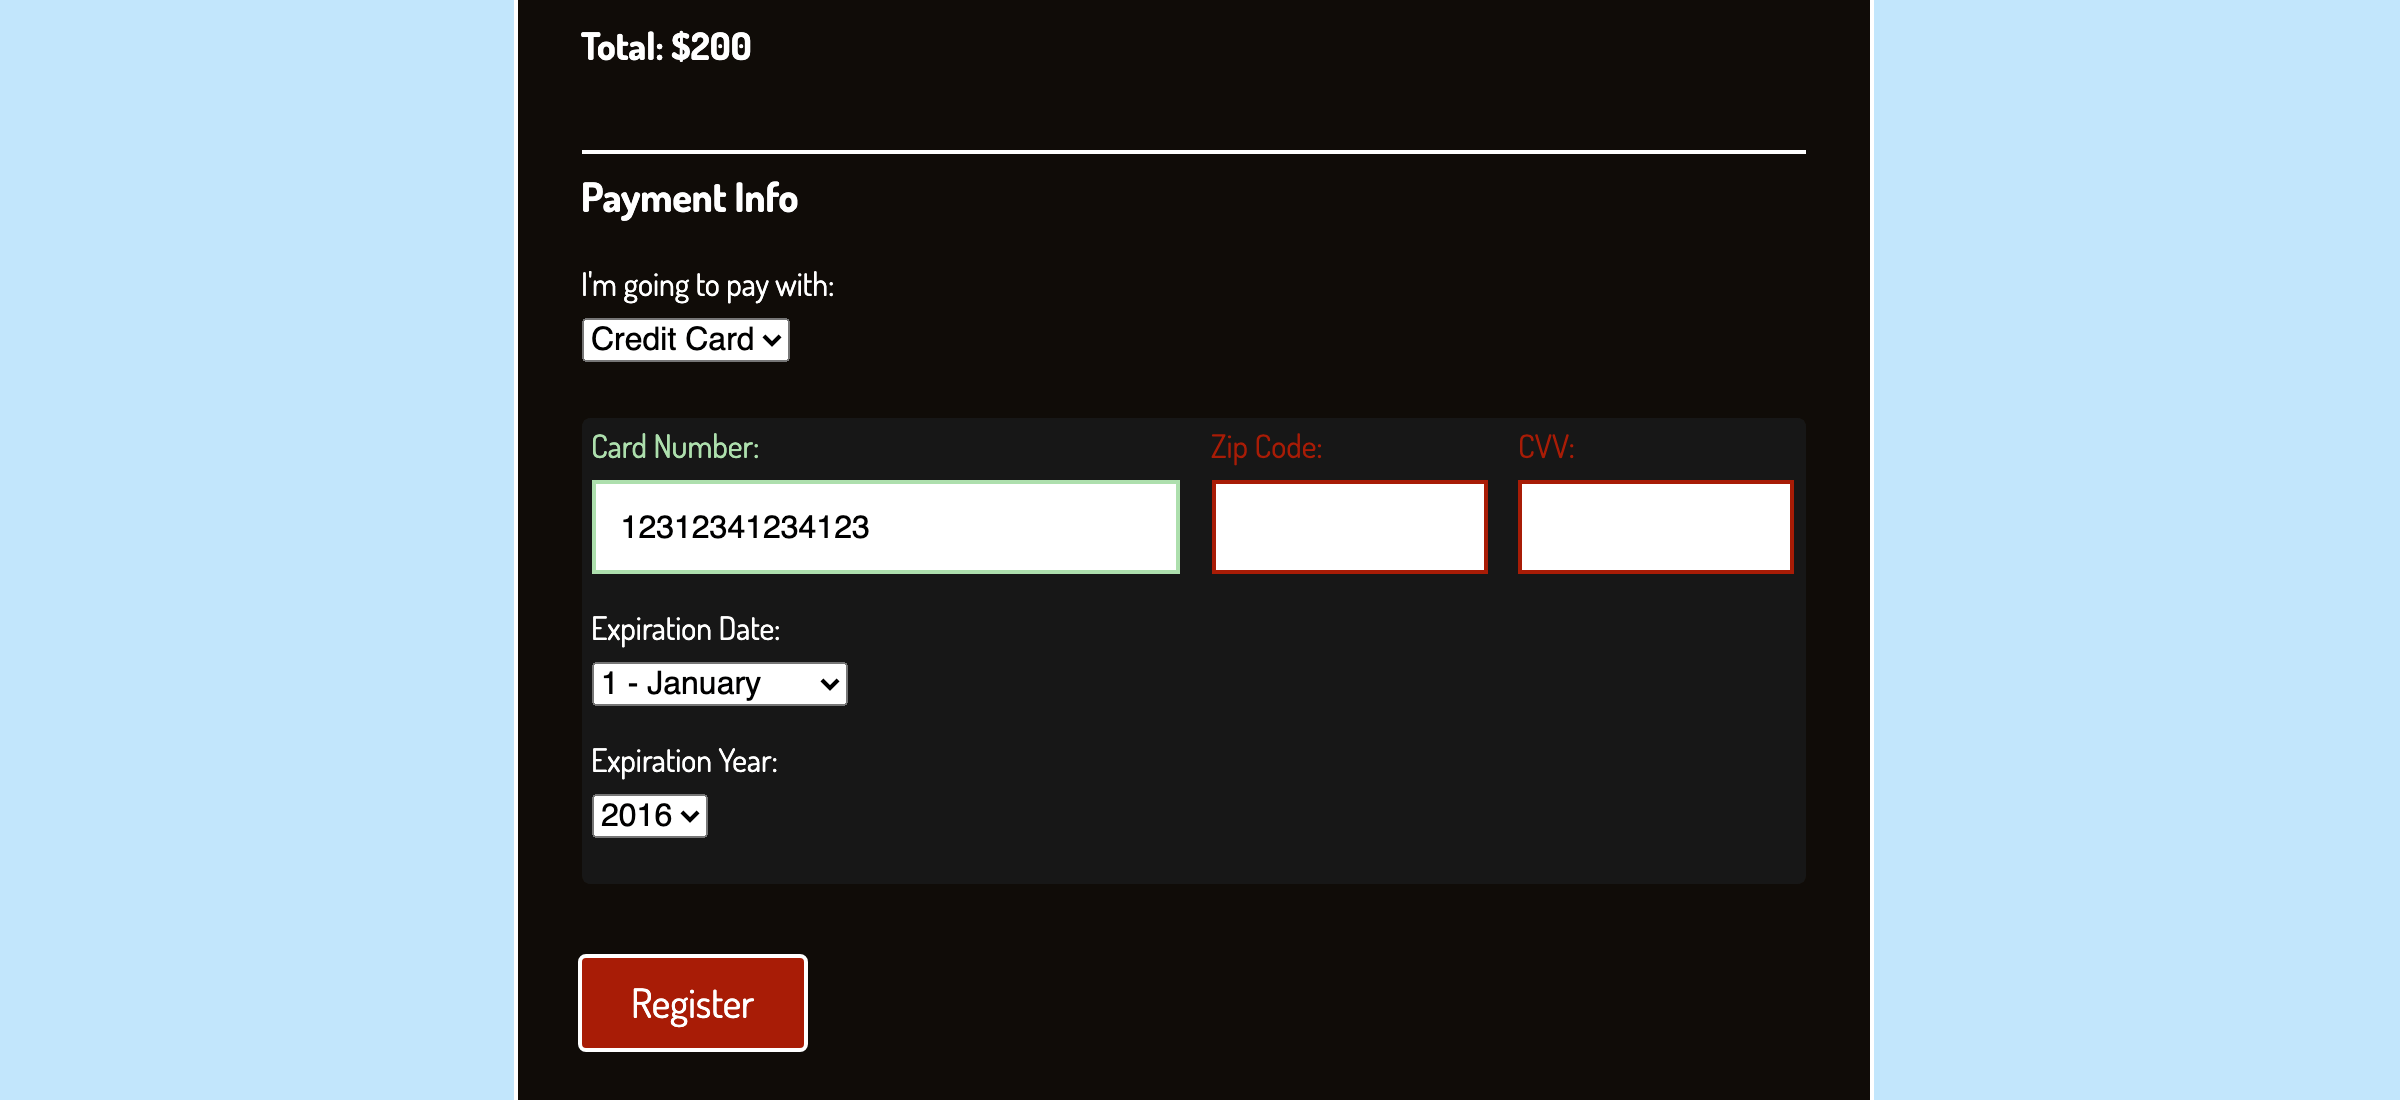 Total: $200
Payment Info
I'm going to pay with:
Credit Card
Card Number: Zip Code: CVV:
12312341234123
Expiration Date:
1 - January
Expiration Year:
2016
Register